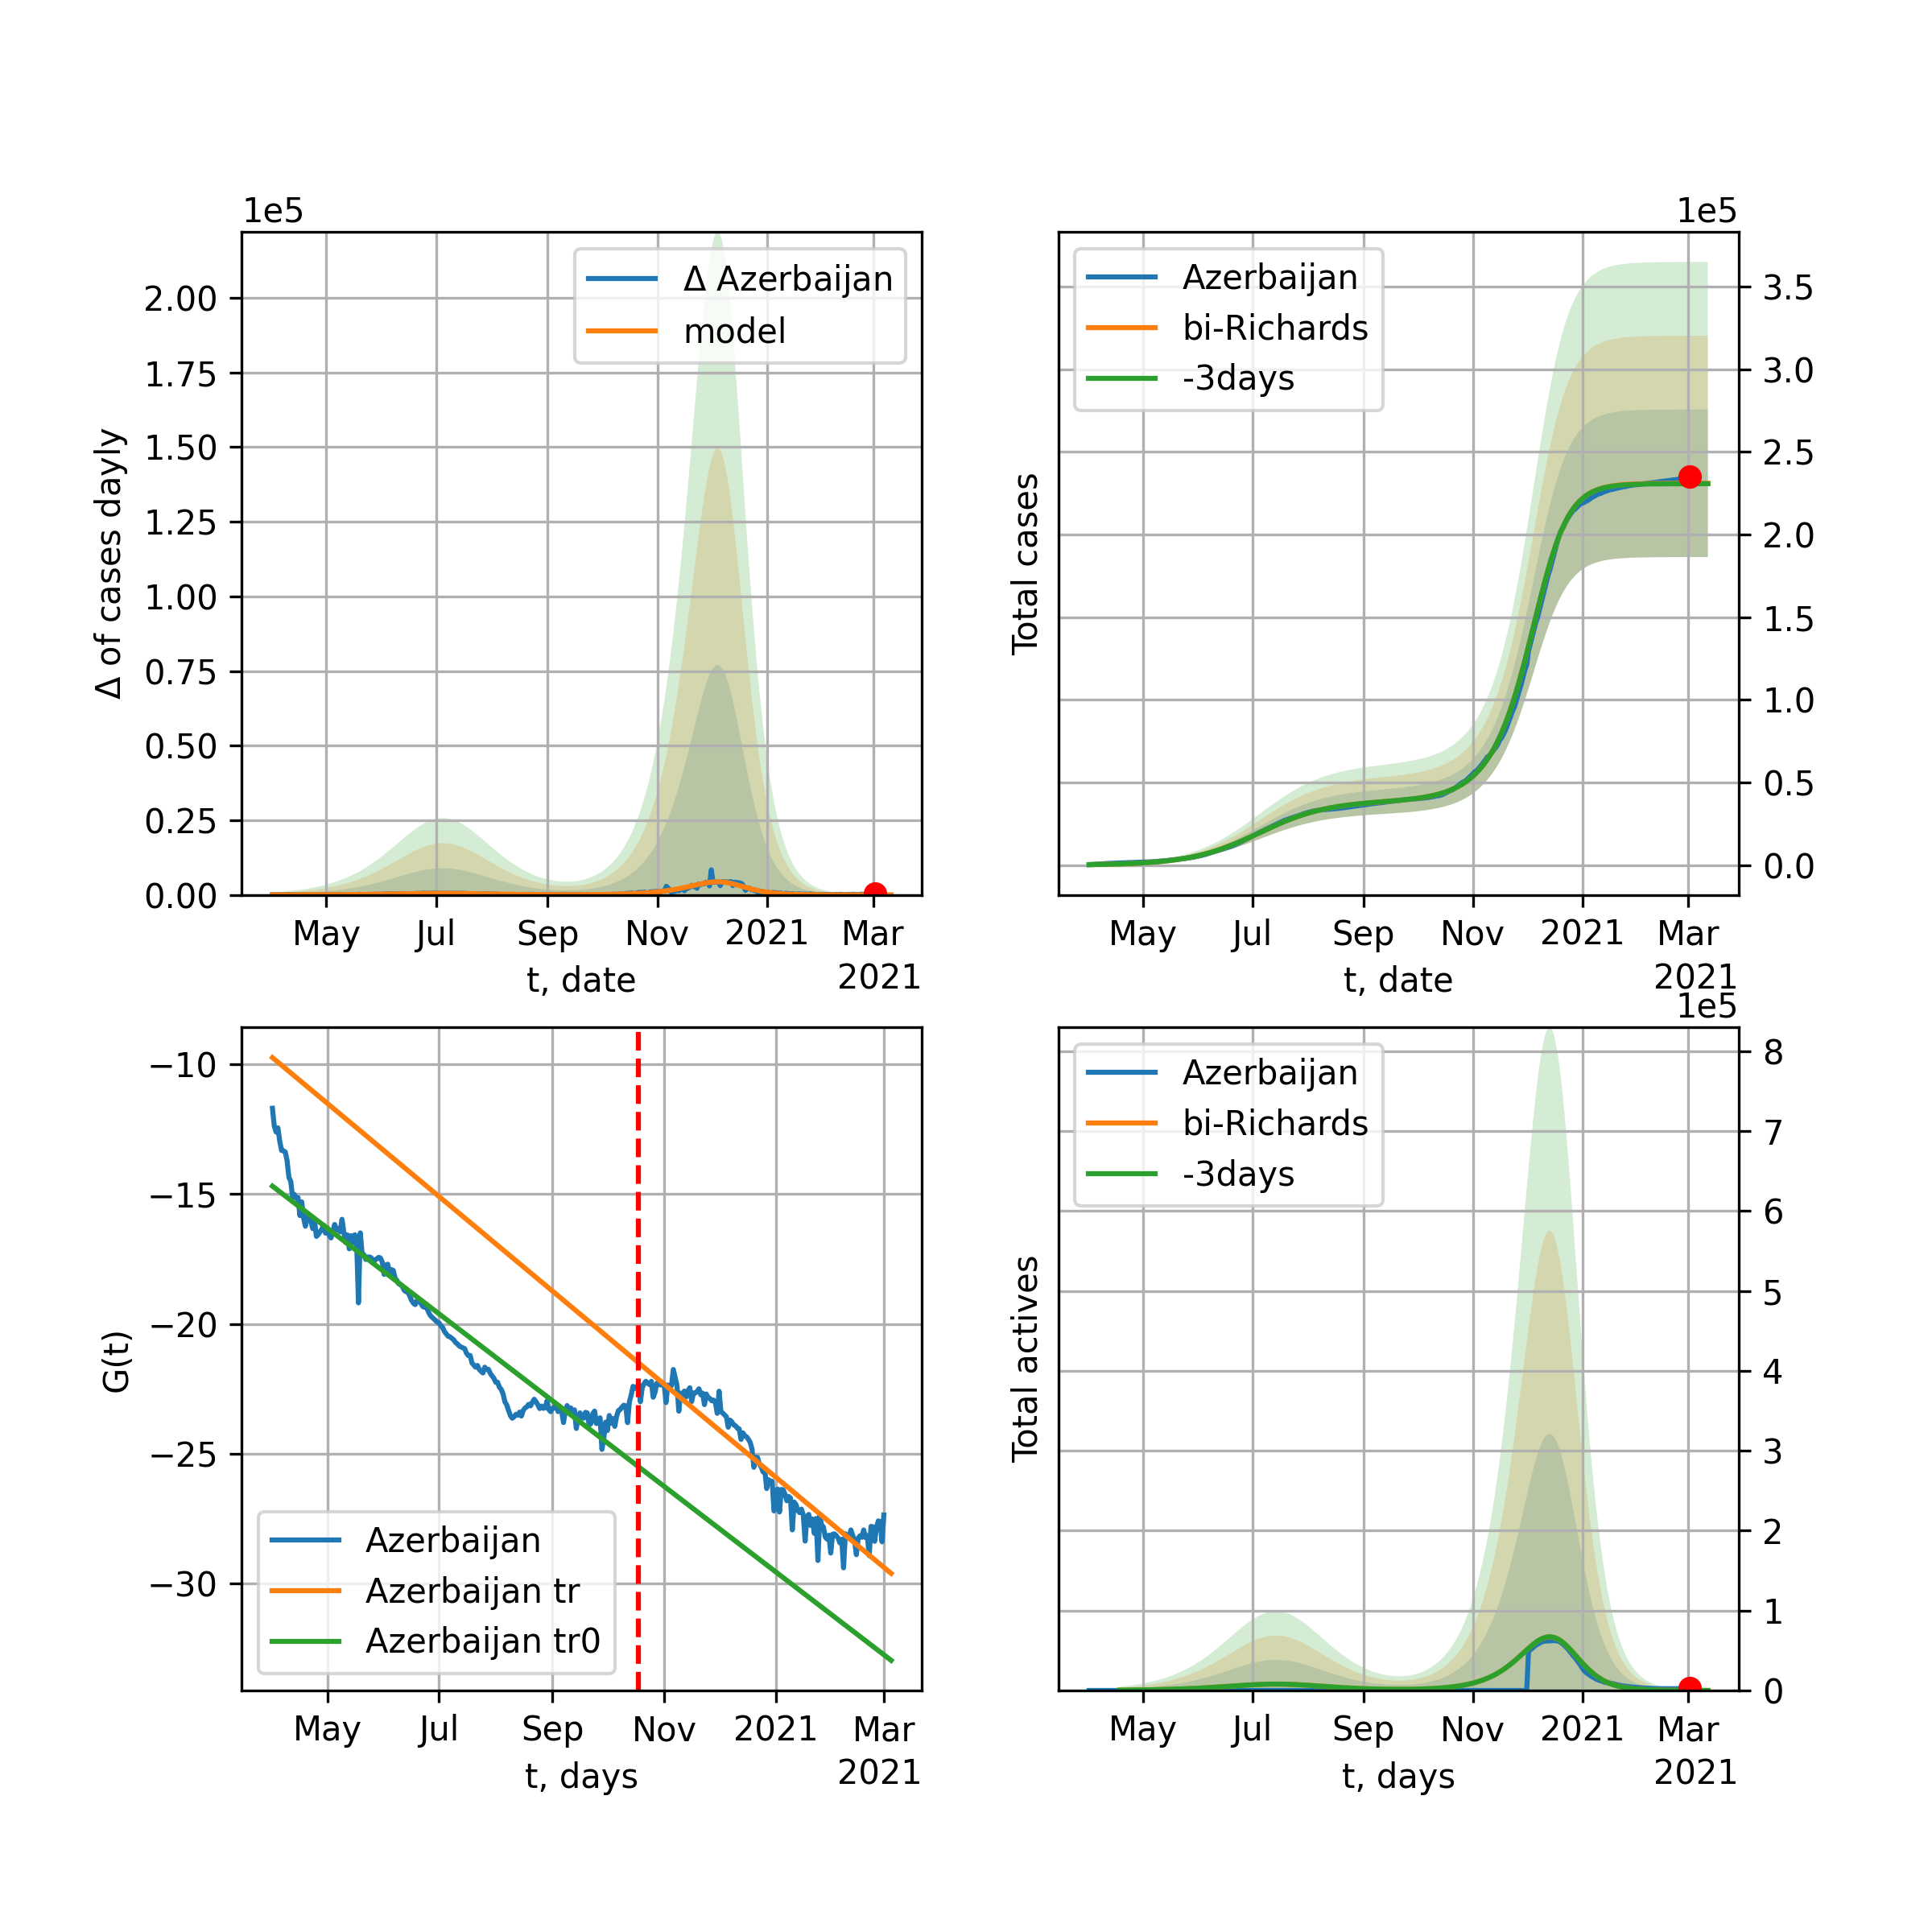 1e5
Δ of cases dayly
2.00
1.75
1.50
1.25
1.00
0.75
0.50
0.25
0.00
Δ Azerbaijan
model
May Jul Sep Nov 2021 Mar
2021
t, date
1e5
Total cases
Azerbaijan
bi-Richards
-3days
3.5
3.0
2.5
2.0
1.5
1.0
0.5
0.0
May Jul Sep Nov 2021 Mar
2021
t, date
G(t)
−10
−15
−20
−25
−30
Azerbaijan
Azerbaijan tr
Azerbaijan tr0
May Jul Sep Nov 2021 Mar
2021
t, days
1e5
Total actives
Azerbaijan
bi-Richards
-3days
8
7
6
5
4
3
2
1
0
May Jul Sep Nov 2021 Mar
2021
t, days